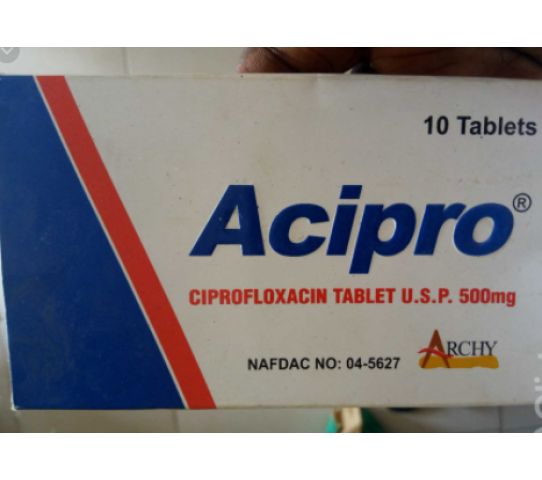 10 Tablets
Acipro®
CIPROFLOXACIN TABLET U.S.P. 500mg
NAFDAC NO: 04-5627
ARCHY